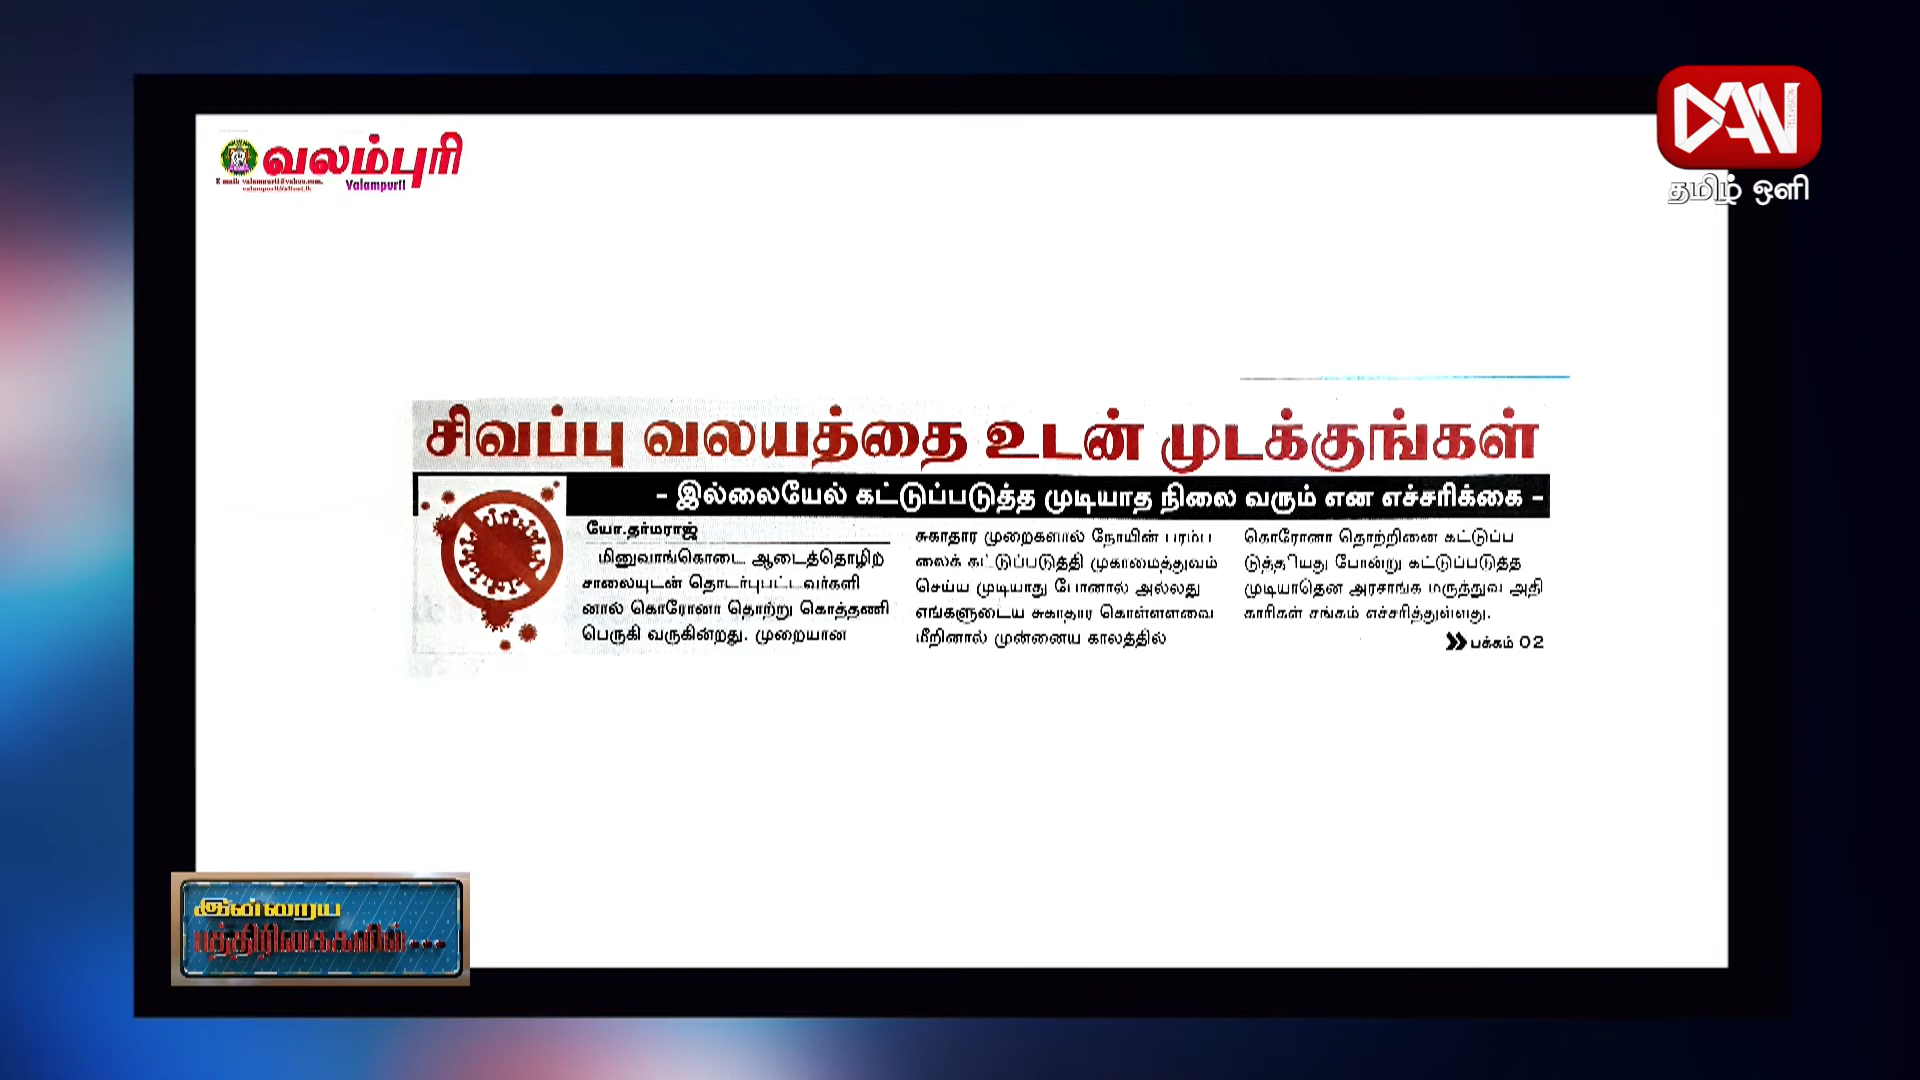 வலம்புரி
Valampurii
DAN
TELEVISION
தமிழ் ஒளி
சிவப்பு வலயத்தை உடன் முடக்குங்கள்
- இல்லையேல் கட்டுப்படுத்த முடியாத நிலை வரும் என எச்சரிக்கை -
யோ.தர்மராஜ்
மினுவாங்கொடை ஆடைத்தொழிற்
சாலையுடன் தொடர்புபட்டவர்களி
னால் கொரோனா தொற்று கொத்தணி
பெருகி வருகின்றது. முறையான
சுகாதார முறைகளால் நோயின் பரம்ப
லைக் கட்டுப்படுத்தி முகாமைத்துவம்
செய்ய முடியாது போனால் அல்லது
எங்களுடைய சுகாதார கொள்ளளவை
மீறினால் முன்னைய காலத்தில்
கொரோனா தொற்றினை கட்டுப்ப
டுத்தியது போன்று கட்டுப்படுத்த
முடியாதென அரசாங்க மருத்துவ அதி
காரிகள் சங்கம் எச்சரித்துள்ளது.
பக்கம் 02
இன்றைய
பத்திரிகைகளில்---